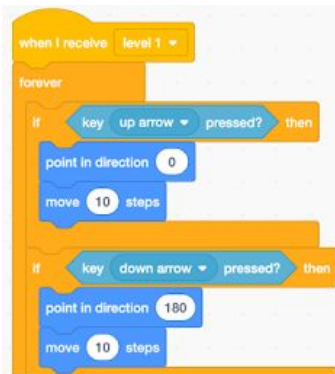 when I receive level 1
forever
if key up arrow pressed? then
point in direction 0
move 10 steps
if key down arrow pressed? then
point in direction 180
move 10 steps